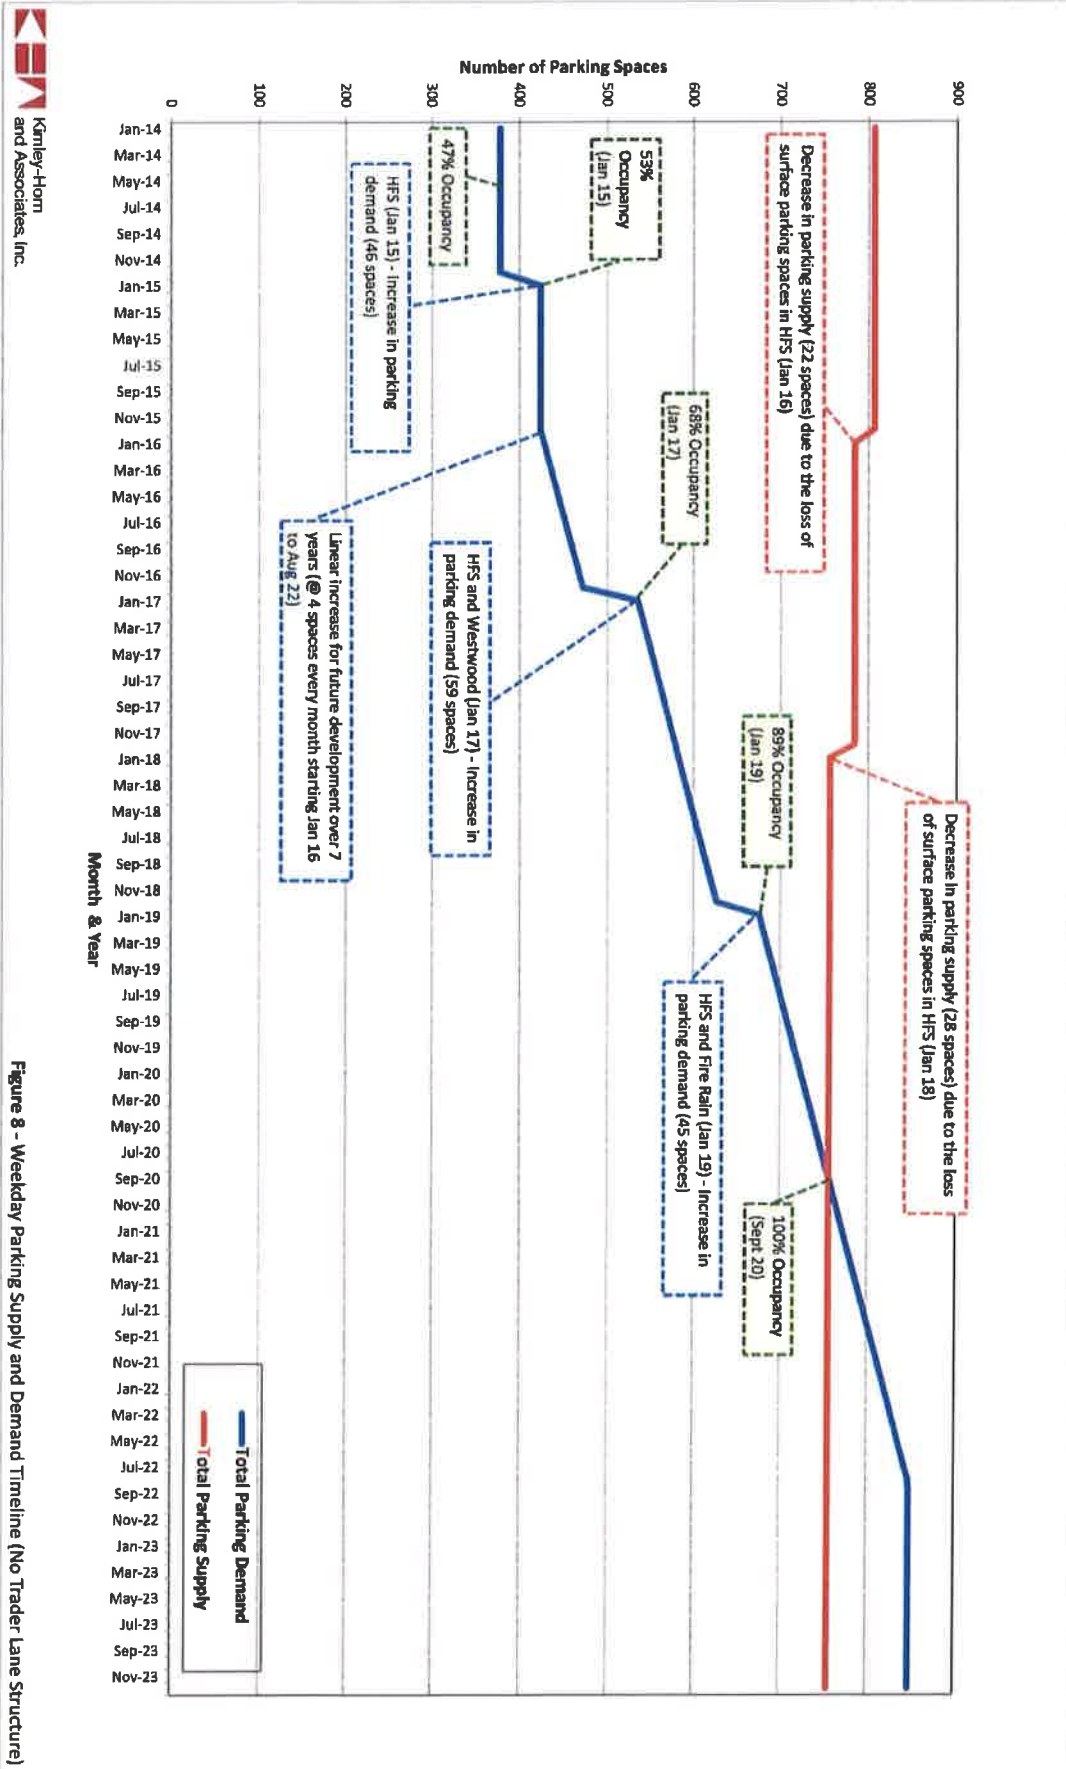 Number of Parking Spaces
900
800
700
600
500
400
300
200
100
0
Decrease in parking supply (22 spaces) due to the loss of
surface parking spaces in HFS (Jan 16)
Decrease in parking supply (28 spaces) due to the loss
of surface parking spaces in HFS (Jan 18)
53%
Occupancy
(Jan 15)
47% Occupancy
68% Occupancy
(Jan 17)
89% Occupancy
(Jan 19)
100% Occupancy
(Sept 20)
HFS (Jan 15) - Increase in parking
demand (46 spaces)
HFS and Westwood (Jan 17) - Increase in
parking demand (59 spaces)
HFS and Fire Rain (Jan 19) - Increase in
parking demand (45 spaces)
Linear increase for future development over 7
years (@ 4 spaces every month starting Jan 16
to Aug 22)
Total Parking Demand
Total Parking Supply
Jan-14
Mar-14
May-14
Jul-14
Sep-14
Nov-14
Jan-15
Mar-15
May-15
Jul-15
Sep-15
Nov-15
Jan-16
Mar-16
May-16
Jul-16
Sep-16
Nov-16
Jan-17
Mar-17
May-17
Jul-17
Sep-17
Nov-17
Jan-18
Mar-18
May-18
Jul-18
Sep-18
Nov-18
Jan-19
Mar-19
May-19
Jul-19
Sep-19
Nov-19
Jan-20
Mar-20
May-20
Jul-20
Sep-20
Nov-20
Jan-21
Mar-21
May-21
Jul-21
Sep-21
Nov-21
Jan-22
Mar-22
May-22
Jul-22
Sep-22
Nov-22
Jan-23
Mar-23
May-23
Jul-23
Sep-23
Nov-23
Month & Year
Kimley-Horn
and Associates, Inc.
Figure 8 - Weekday Parking Supply and Demand Timeline (No Trader Lane Structure)